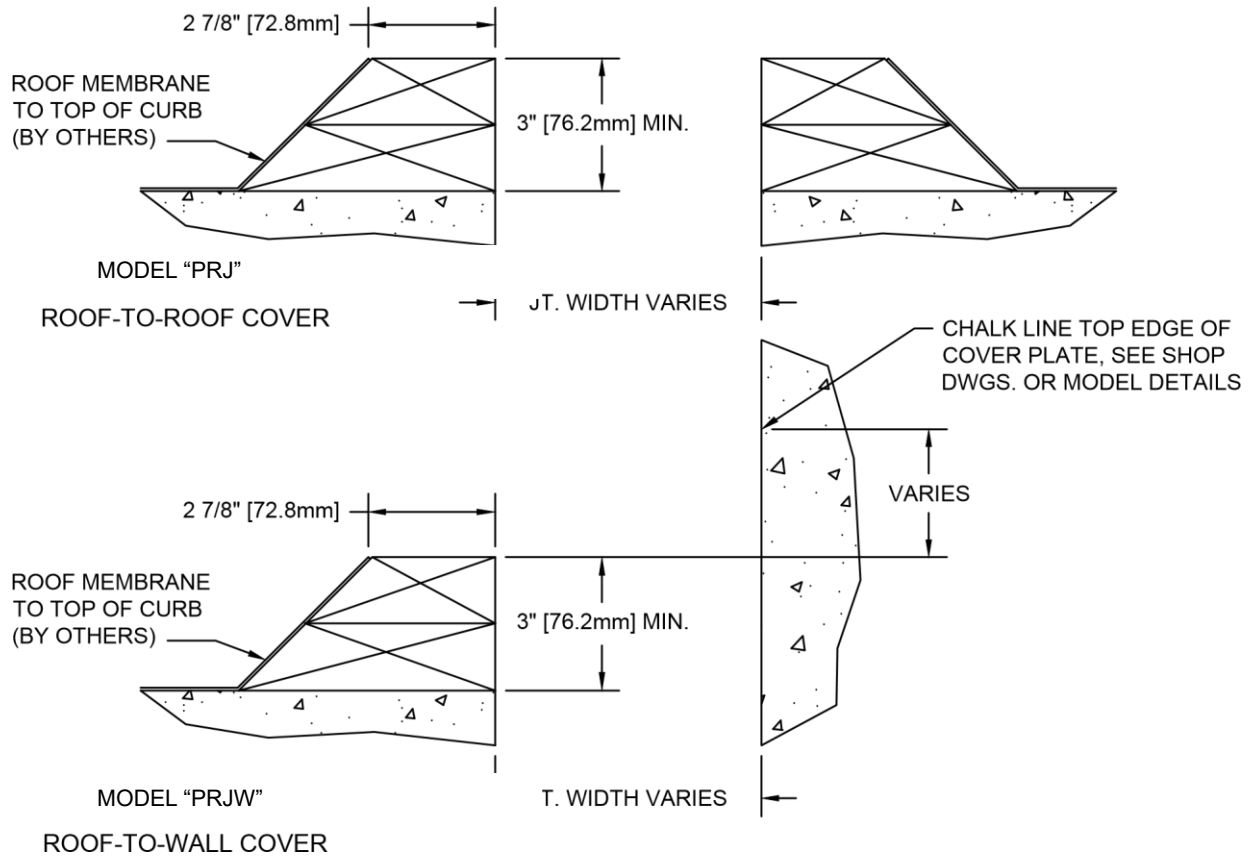 2 7/8" [72.8mm]
ROOF MEMBRANE
TO TOP OF CURB
(BY OTHERS)
3" [76.2mm] MIN.
MODEL “PRJ”
ROOF-TO-ROOF COVER
JT. WIDTH VARIES
CHALK LINE TOP EDGE OF
COVER PLATE, SEE SHOP
DWGS. OR MODEL DETAILS
VARIES
2 7/8" [72.8mm]
ROOF MEMBRANE
TO TOP OF CURB
(BY OTHERS)
3" [76.2mm] MIN.
MODEL “PRJW”
ROOF-TO-WALL COVER
T. WIDTH VARIES